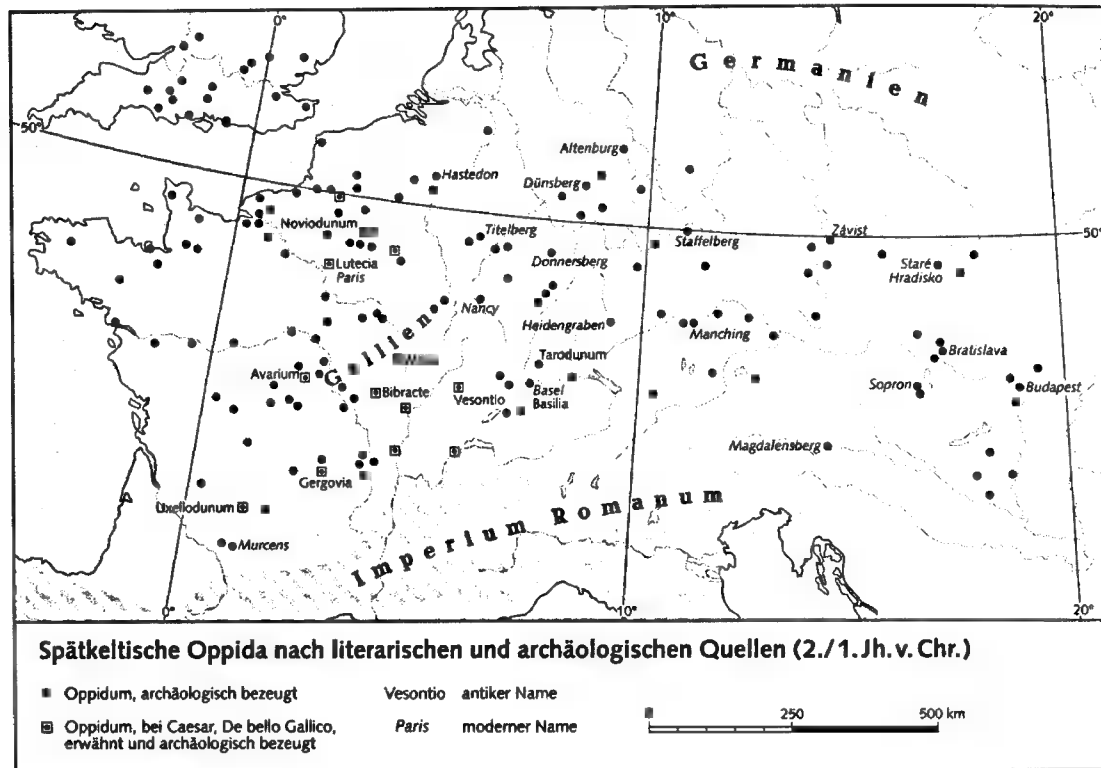 0°
10°
20°
Germanien
50°
Altenburg
Hastedon
Dünsberg
Noviodunum
Titelberg
Staffelberg
Závist
50°
Lutecia
Paris
Donnersberg
Staré
Hradisko
Nancy
Gallien
Heidengraben
Manching
Bratislava
Avarium
Bibracte
Vesontio
Tarodunum
Basel
Basilia
Sopron
Budapest
Magdalensberg
Gergovia
Uxellodunum
Imperium Romanum
Murcens
0°
10°
20°
Spätkeltische Oppida nach literarischen und archäologischen Quellen (2./1. Jh. v. Chr.)
Oppidum, archäologisch bezeugt
Vesontio antiker Name
Oppidum, bei Caesar, De bello Gallico,
erwähnt und archäologisch bezeugt
Paris moderner Name
250 500 km